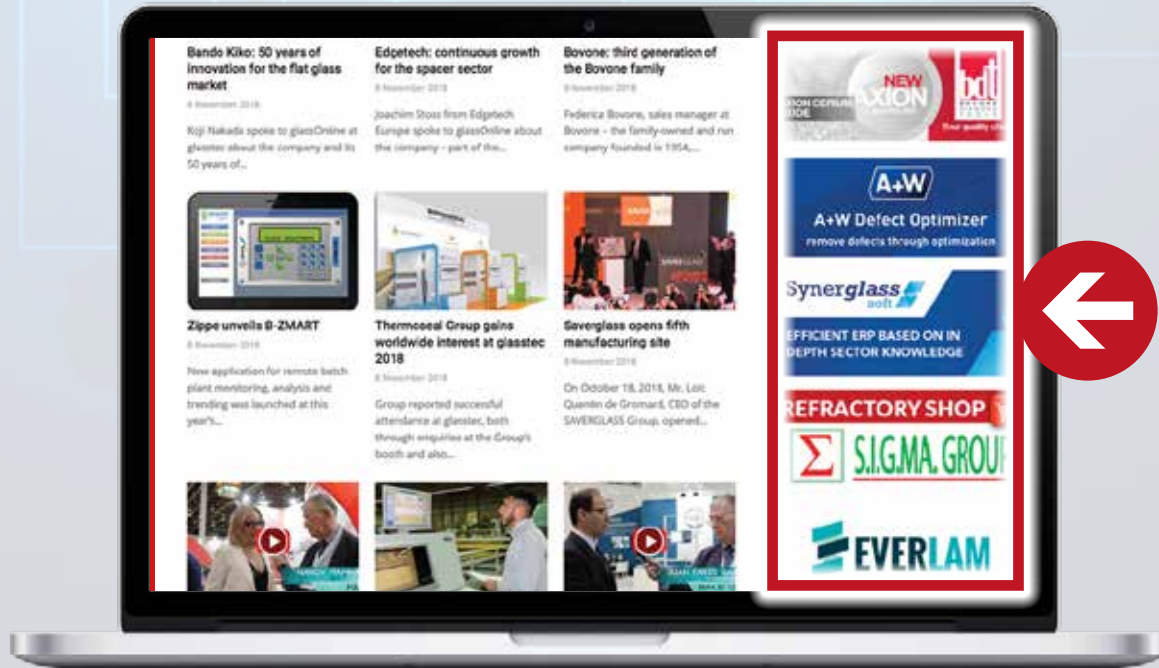 Bando Kiko: 50 years of
innovation for the flat glass
market
8 November 2018
Koji Nakada spoke to glassOnline at
glasstec about the company and its
50 years of...
Edgetech: continuous growth
for the spacer sector
8 November 2018
Joachim Stoss from Edgetech
Europe spoke to glassOnline about
the company – part of the...
Bovone: third generation of
the Bovone family
8 November 2018
Federica Bovone, sales manager at
Bovone – the family-owned and run
company founded in 1954,...
Zippe unveils B-ZMART
8 November 2018
New application for remote batch
plant monitoring, analysis and
trending was launched at this
year's...
Thermoseal Group gains
worldwide interest at glasstec
2018
8 November 2018
Group reported successful
attendance at glasstec, both
through enquiries at the Group's
booth and also...
Saverglass opens fifth
manufacturing site
8 November 2018
On October 18, 2018, Mr. Loïc
Quentin de Gromard, CEO of the
SAVERGLASS Group, opened...
NEW
AXION
bdt
Your quality
A+W
A+W Defect Optimizer
remove defects through optimization
Synerglass
soft
EFFICIENT ERP BASED ON IN
DEPTH SECTOR KNOWLEDGE
REFRACTORY SHOP
Σ S.I.G.MA. GROU
EVERLAM